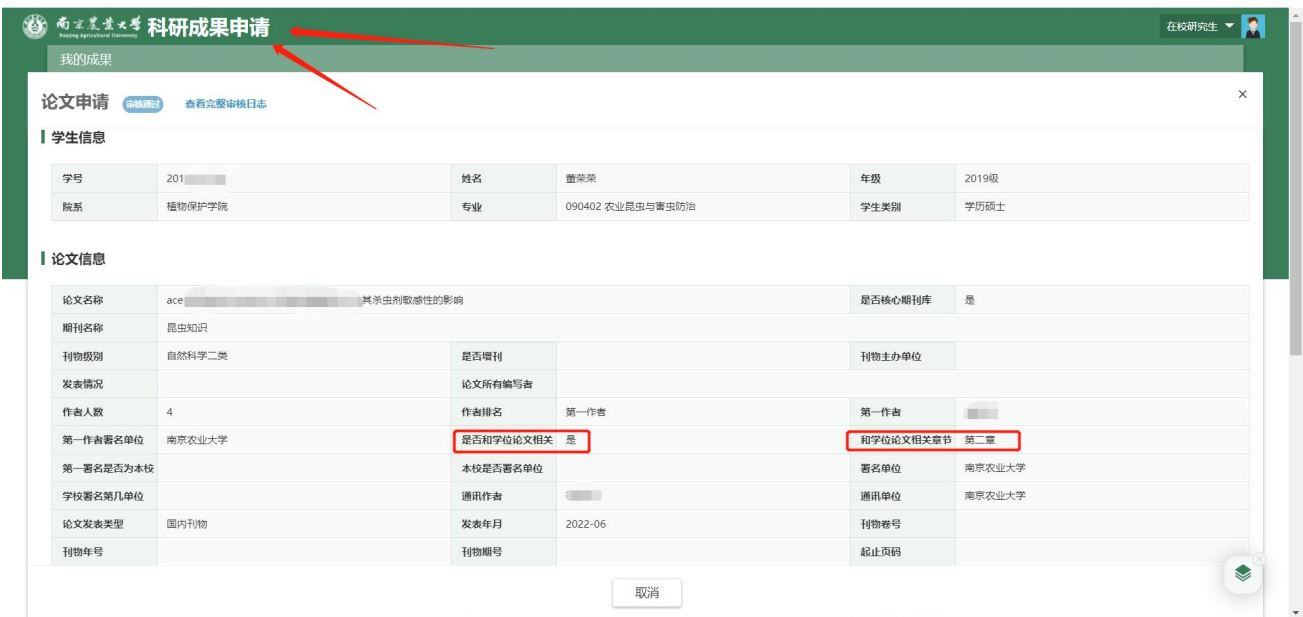 南京农业大学 科研成果申请 在校研究生
Nanjing Agricultural University
我的成果
论文申请 审核通过 查看完整审核日志 ×
学生信息
学号 201 姓名 董荣荣 年级 2019级
院系 植物保护学院 专业 090402 农业昆虫与害虫防治 学生类别 学历硕士
论文信息
论文名称 ace 其杀虫剂敏感性的影响 是否核心期刊库 是
期刊名称 昆虫知识
刊物级别 自然科学二类 是否增刊 刊物主办单位
发表情况 论文所有编写者
作者人数 4 作者排名 第一作者 第一作者
第一作者署名单位 南京农业大学 是否和学位论文相关 是 和学位论文相关章节 第二章
第一署名是否为本校 本校是否署名单位 署名单位 南京农业大学
学校署名第几单位 通讯作者 通讯单位 南京农业大学
论文发表类型 国内刊物 发表年月 2022-06 刊物卷号
刊物年号 刊物期号 起止页码
取消